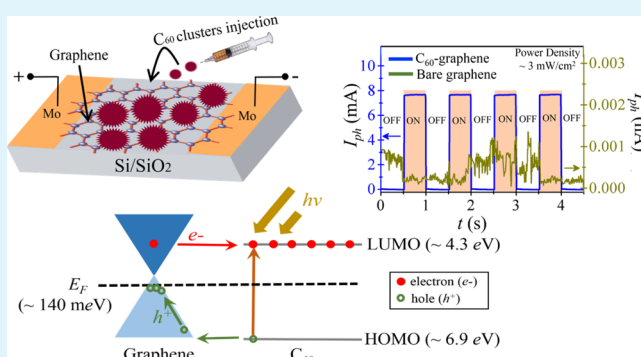 C60 clusters injection
Graphene
+
-
Mo
Mo
Si/SiO2
C60-graphene
Bare graphene
Power Density
~ 3 mW/cm²
Iph (mA)
10
8
6
4
2
0
OFF ON OFF ON OFF ON OFF ON OFF
0.003
0.002
0.001
0.000
Iph (mA)
0 1 2 3 4
t (s)
hν
e-
LUMO (~ 4.3 eV)
EF
(~ 140 meV)
h+
electron (e-)
hole (h+)
HOMO (~ 6.9 eV)
Graphene